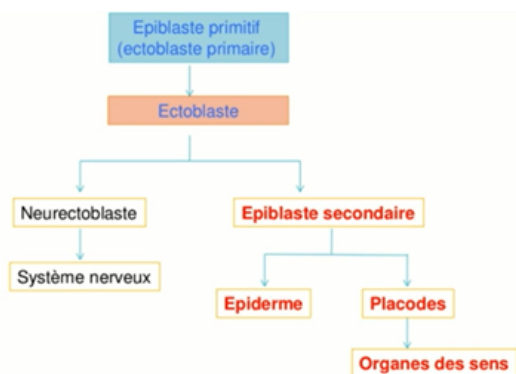 Epiblaste primitif
(ectoblaste primaire)
Ectoblaste
Neurectoblaste
Epiblaste secondaire
Système nerveux
Epiderme
Placodes
Organes des sens